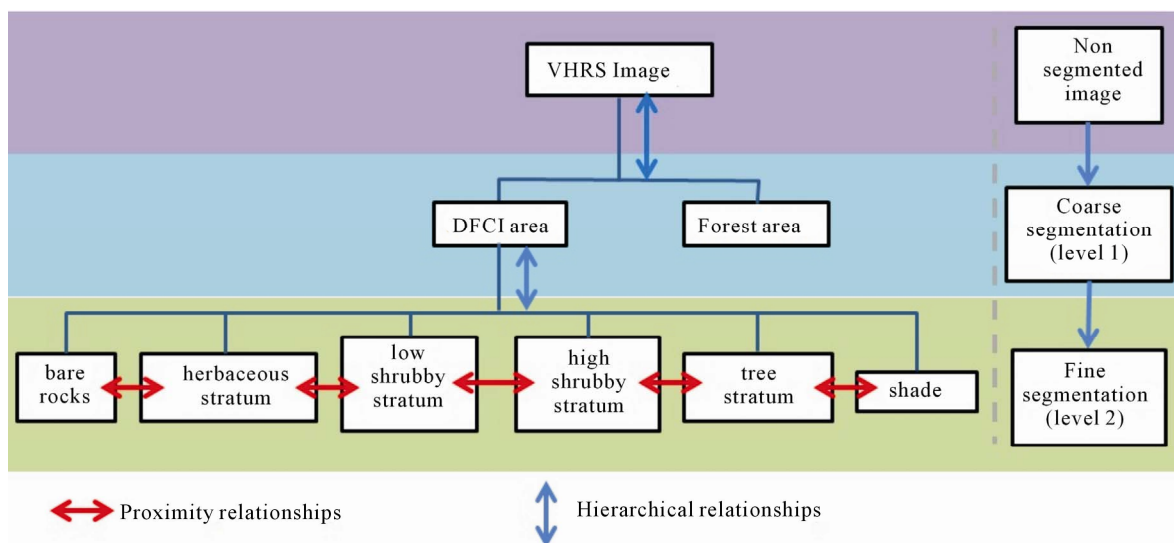 VHRS Image
Non
segmented
image
DFCI area
Forest area
Coarse
segmentation
(level 1)
bare
rocks
herbaceous
stratum
low
shrubby
stratum
high
shrubby
stratum
tree
stratum
shade
Fine
segmentation
(level 2)
Proximity relationships
Hierarchical relationships